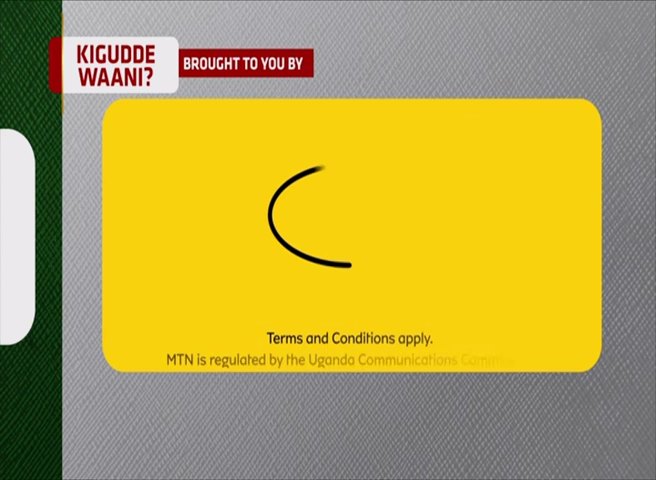 KIGUDDE
WAANI?
BROUGHT TO YOU BY
Terms and Conditions apply.
MTN is regulated by the Uganda Communications